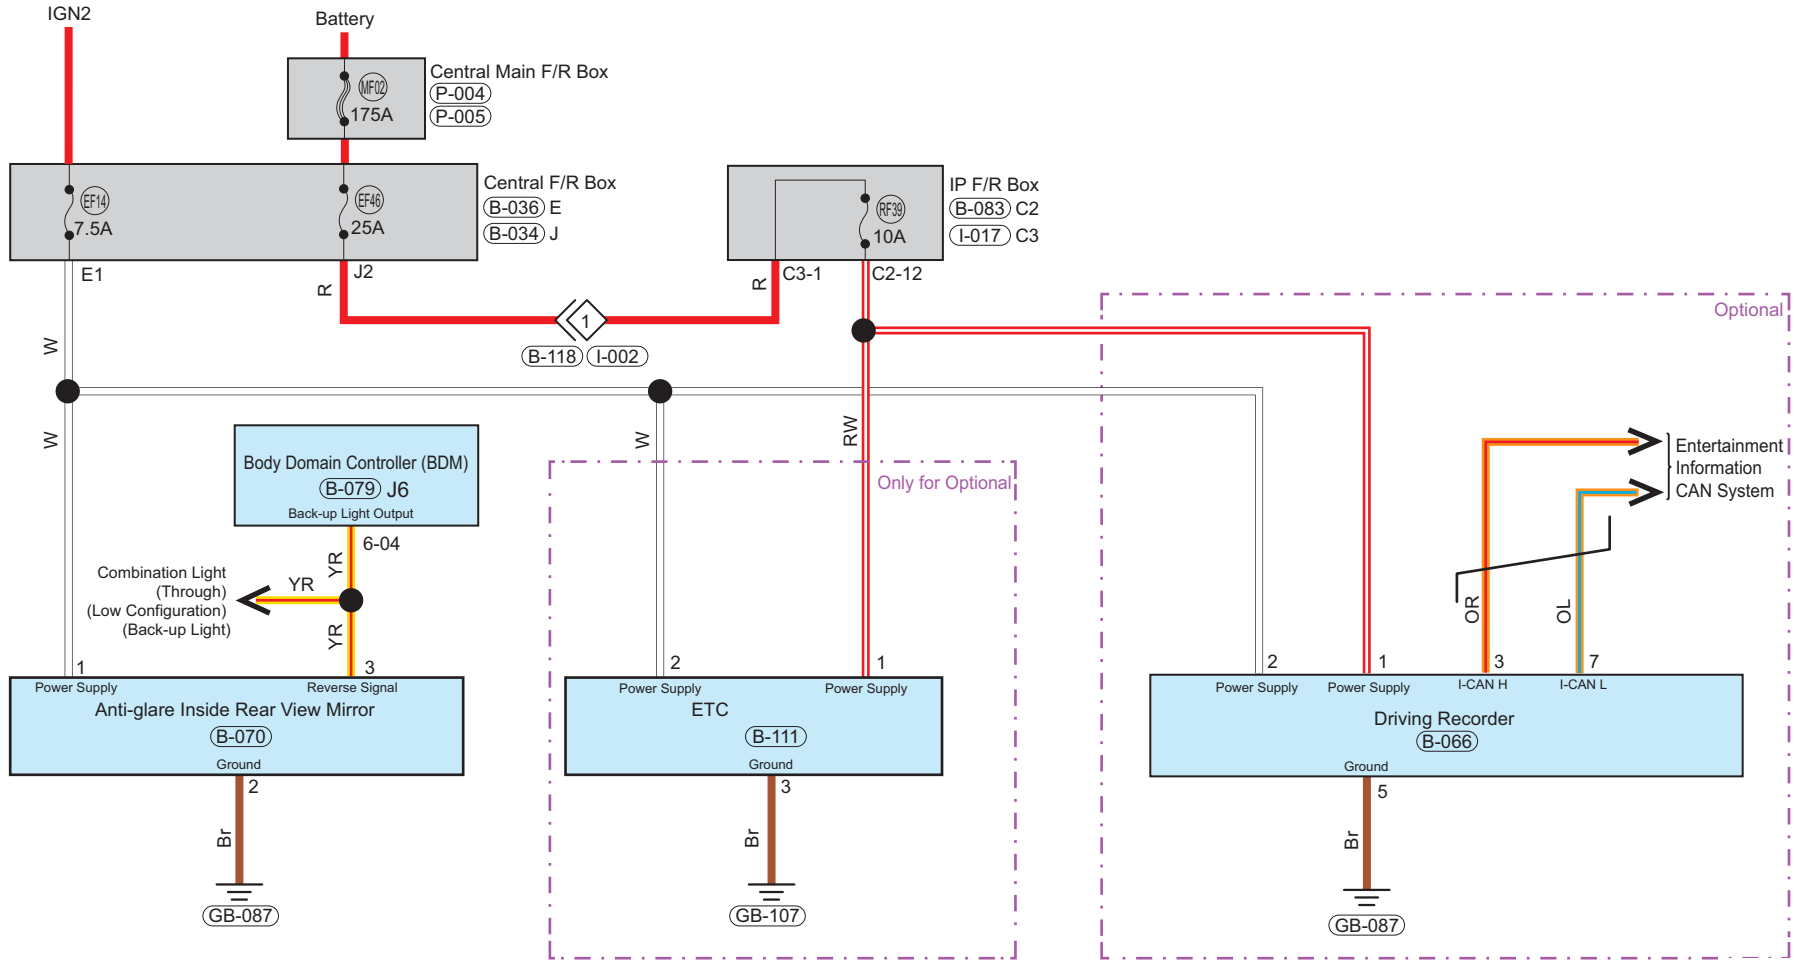 IGN2
Battery
MF02
175A
Central Main F/R Box
P-004
P-005
EF14
7.5A
EF46
25A
Central F/R Box
B-036 E
B-034 J
RF39
10A
IP F/R Box
B-083 C2
I-017 C3
E1
J2
C3-1
C2-12
R
R
1
B-118 I-002
W
W
W
RW
Optional
Body Domain Controller (BDM)
B-079 J6
Back-up Light Output
6-04
YR
YR
YR
Combination Light
(Through)
(Low Configuration)
(Back-up Light)
Only for Optional
Entertainment
Information
CAN System
OR
OL
1
3
Power Supply
Reverse Signal
Anti-glare Inside Rear View Mirror
B-070
Ground
2
Br
GB-087
2
1
Power Supply
Power Supply
ETC
B-111
Ground
3
Br
GB-107
2
1
3
7
Power Supply
Power Supply
I-CAN H
I-CAN L
Driving Recorder
B-066
Ground
5
Br
GB-087